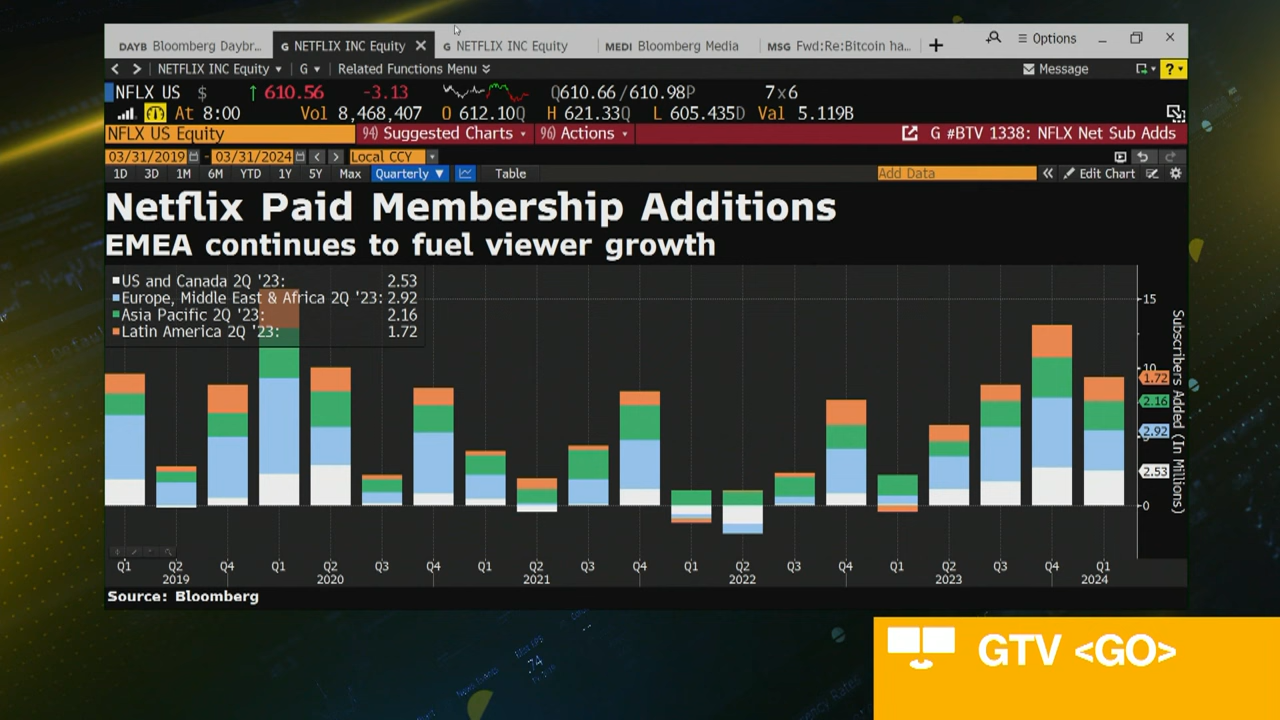 DAYB Bloomberg Daybr...
G NETFLIX INC Equity
G NETFLIX INC Equity
MEDI Bloomberg Media
MSG Fwd:Re:Bitcoin ha...
Options
NETFLIX INC Equity
G
Related Functions Menu
Message
?
NFLX US $ ↑ 610.56 -3.13 Q610.66/610.98P 7×6
At 8:00 Vol 8,468,407 O 612.10Q H 621.33Q L 605.435D Val 5.119B
NFLX US Equity
94) Suggested Charts
96) Actions
G #BTV 1338: NFLX Net Sub Adds
03/31/2019 - 03/31/2024
Local CCY
1D 3D 1M 6M YTD 1Y 5Y Max Quarterly ▼ Table
Add Data
« Edit Chart
Netflix Paid Membership Additions
EMEA continues to fuel viewer growth
US and Canada 2Q '23: 2.53
Europe, Middle East & Africa 2Q '23: 2.92
Asia Pacific 2Q '23: 2.16
Latin America 2Q '23: 1.72
15
10
1.72
2.16
2.92
2.53
0
Subscribers Added (In Millions)
Q1 Q2 Q4 Q1 Q2 Q3 Q4 Q1 Q2 Q3 Q4 Q1 Q2 Q3 Q4 Q1 Q2 Q3 Q4 Q1
2019 2020 2021 2022 2023 2024
Source: Bloomberg
GTV <GO>